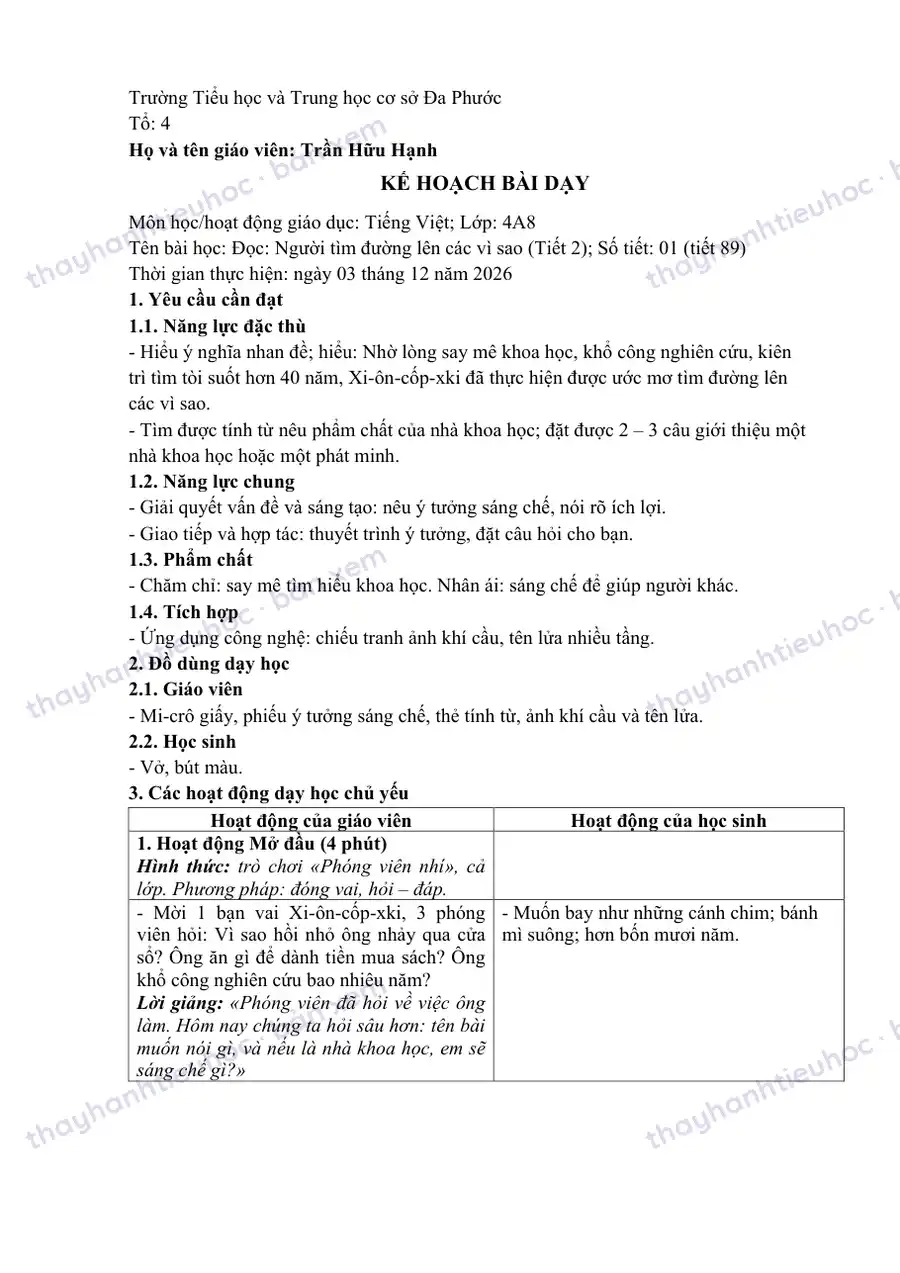 Trường Tiểu học và Trung học cơ sở Đa Phước
Tổ: 4
Họ và tên giáo viên: Trần Hữu Hạnh
KẾ HOẠCH BÀI DẠY
Môn học/hoạt động giáo dục: Tiếng Việt; Lớp: 4A8
Tên bài học: Đọc: Người tìm đường lên các vì sao (Tiết 2); Số tiết: 01 (tiết 89)
Thời gian thực hiện: ngày 03 tháng 12 năm 2026
1. Yêu cầu cần đạt
1.1. Năng lực đặc thù
- Hiểu ý nghĩa nhan đề; hiểu: Nhờ lòng say mê khoa học, khổ công nghiên cứu, kiên
trì tìm tòi suốt hơn 40 năm, Xi-ôn-cốp-xki đã thực hiện được ước mơ tìm đường lên
các vì sao.
- Tìm được tính từ nêu phẩm chất của nhà khoa học; đặt được 2 – 3 câu giới thiệu một
nhà khoa học hoặc một phát minh.
1.2. Năng lực chung
- Giải quyết vấn đề và sáng tạo: nêu ý tưởng sáng chế, nói rõ ích lợi.
- Giao tiếp và hợp tác: thuyết trình ý tưởng, đặt câu hỏi cho bạn.
1.3. Phẩm chất
- Chăm chỉ: say mê tìm hiểu khoa học. Nhân ái: sáng chế để giúp người khác.
1.4. Tích hợp
- Ứng dụng công nghệ: chiếu tranh ảnh khí cầu, tên lửa nhiều tầng.
2. Đồ dùng dạy học
2.1. Giáo viên
- Mi-crô giấy, phiếu ý tưởng sáng chế, thẻ tính từ, ảnh khí cầu và tên lửa.
2.2. Học sinh
- Vở, bút màu.
3. Các hoạt động dạy học chủ yếu
Hoạt động của giáo viên
Hoạt động của học sinh
1. Hoạt động Mở đầu (4 phút)
Hình thức: trò chơi «Phóng viên nhí», cả
lớp. Phương pháp: đóng vai, hỏi – đáp.
- Mời 1 bạn vai Xi-ôn-cốp-xki, 3 phóng
viên hỏi: Vì sao hồi nhỏ ông nhảy qua cửa
sổ? Ông ăn gì để dành tiền mua sách? Ông
khổ công nghiên cứu bao nhiêu năm?
Lời giảng: «Phóng viên đã hỏi về việc ông
làm. Hôm nay chúng ta hỏi sâu hơn: tên bài
muốn nói gì, và nếu là nhà khoa học, em sẽ
sáng chế gì?»
- Muốn bay như những cánh chim; bánh
mì suông; hơn bốn mươi năm.
thayhanhtieuhoc · bản xem
thayhanhtieuhoc · b
thayhanhtieuhoc · bản xem
thayhanhtieuhoc · b
thayhanhtieuhoc · bản xem
thayhanhtieuhoc · b